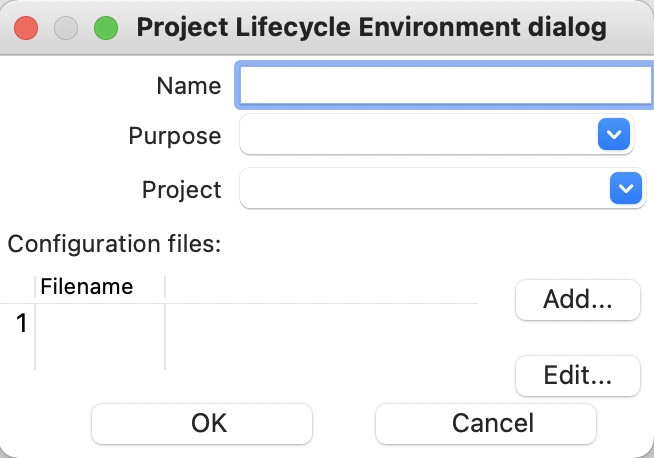 Project Lifecycle Environment dialog
Name
Purpose
Project
Configuration files:
Filename
Add...
1
Edit...
OK Cancel